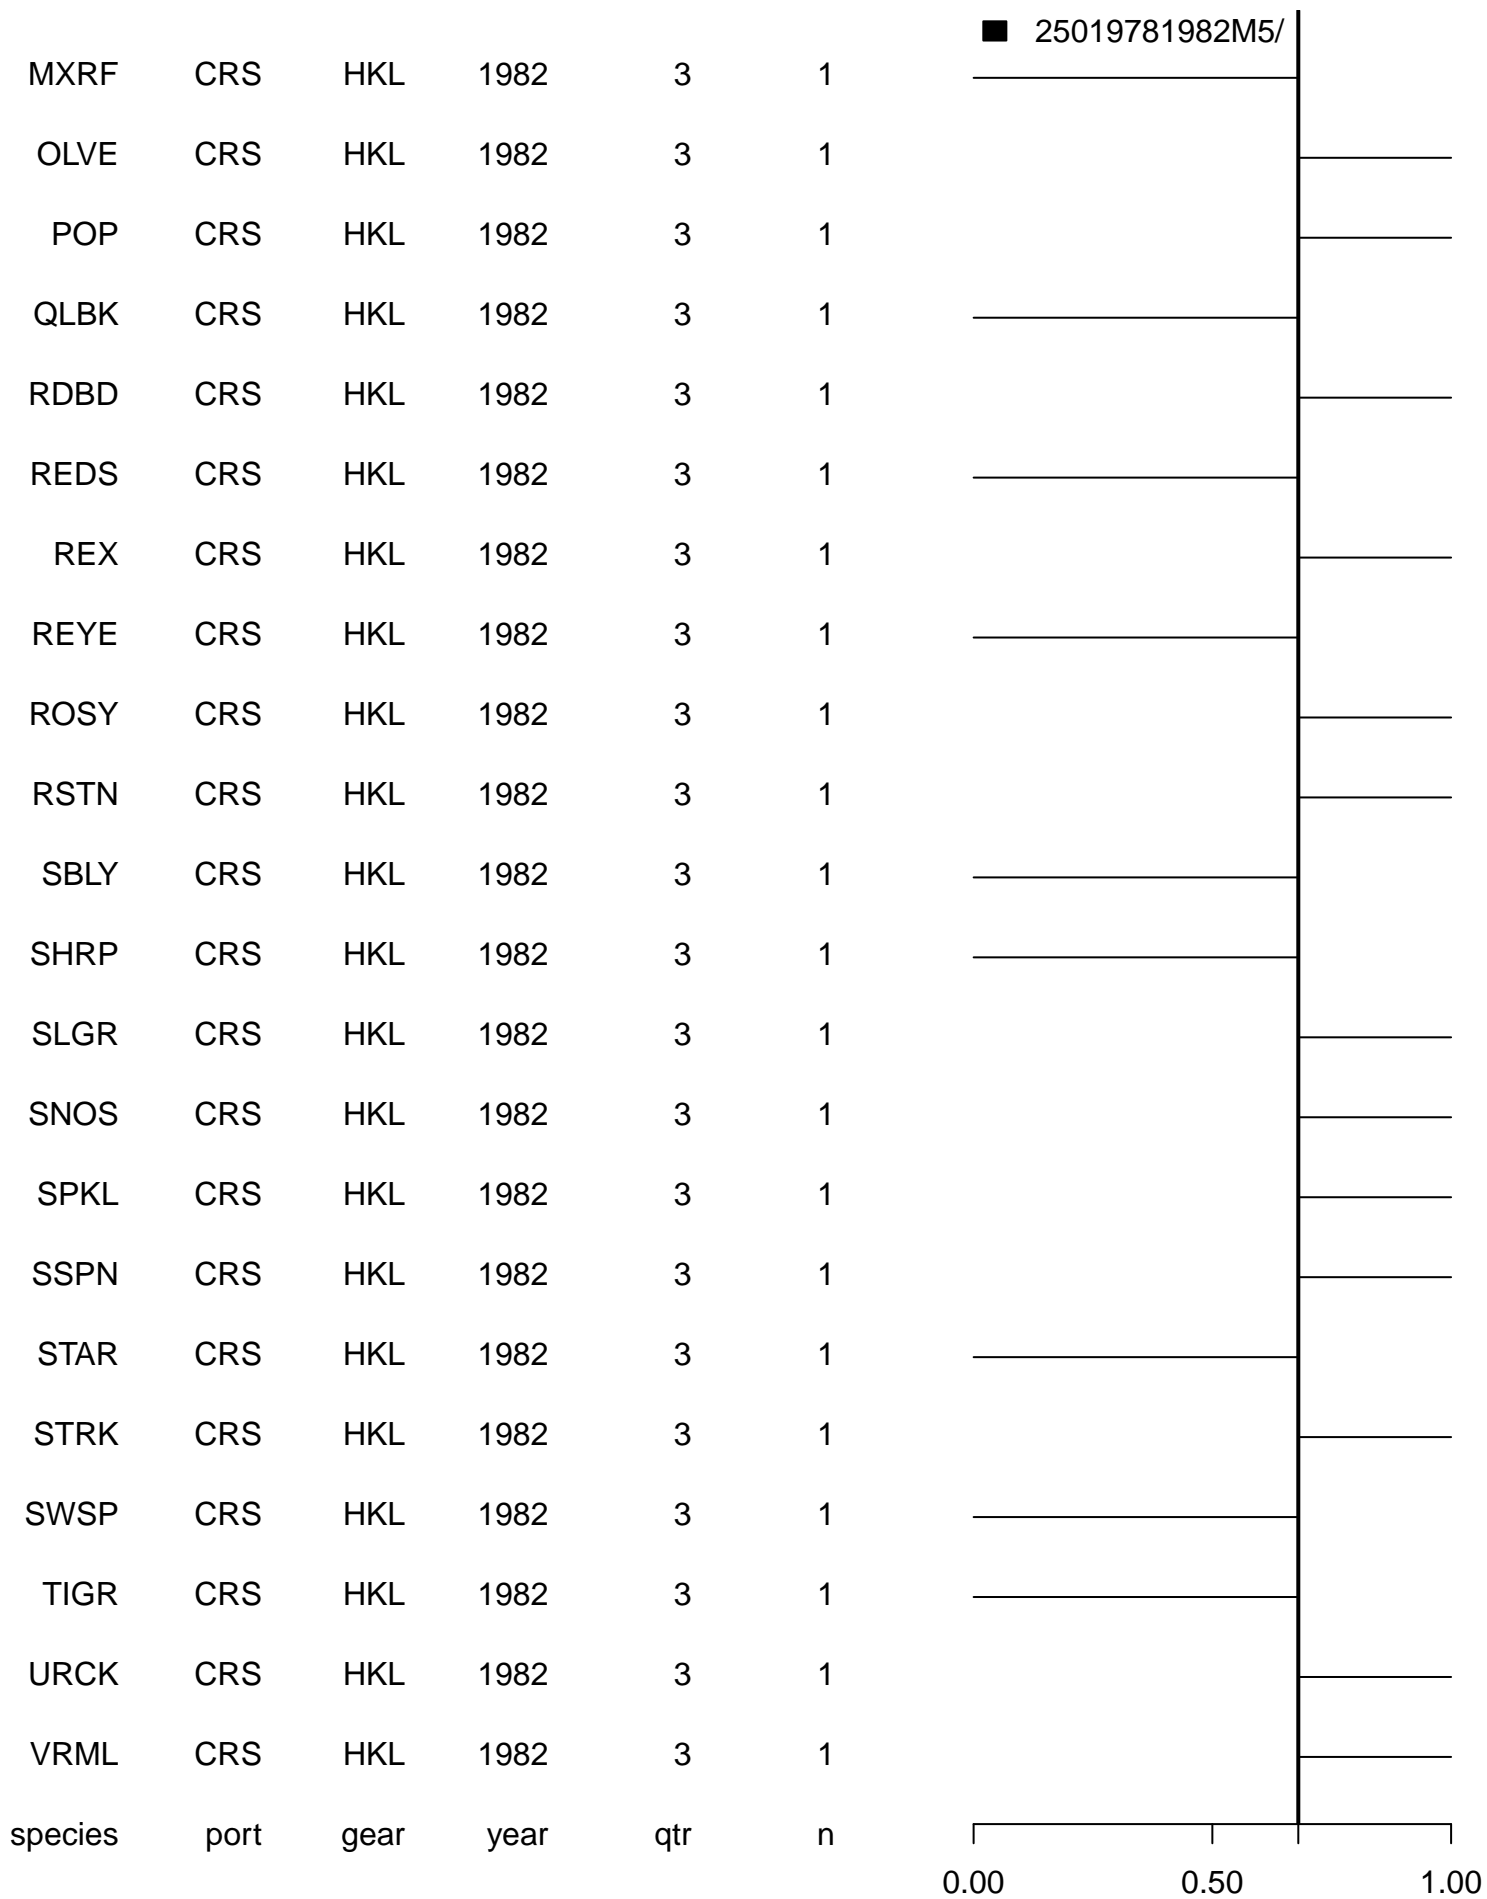 ■ 25019781982M5/
MXRF CRS HKL 1982 3 1
OLVE CRS HKL 1982 3 1
POP CRS HKL 1982 3 1
QLBK CRS HKL 1982 3 1
RDBD CRS HKL 1982 3 1
REDS CRS HKL 1982 3 1
REX CRS HKL 1982 3 1
REYE CRS HKL 1982 3 1
ROSY CRS HKL 1982 3 1
RSTN CRS HKL 1982 3 1
SBLY CRS HKL 1982 3 1
SHRP CRS HKL 1982 3 1
SLGR CRS HKL 1982 3 1
SNOS CRS HKL 1982 3 1
SPKL CRS HKL 1982 3 1
SSPN CRS HKL 1982 3 1
STAR CRS HKL 1982 3 1
STRK CRS HKL 1982 3 1
SWSP CRS HKL 1982 3 1
TIGR CRS HKL 1982 3 1
URCK CRS HKL 1982 3 1
VRML CRS HKL 1982 3 1
species port gear year qtr n
0.00 0.50 1.00